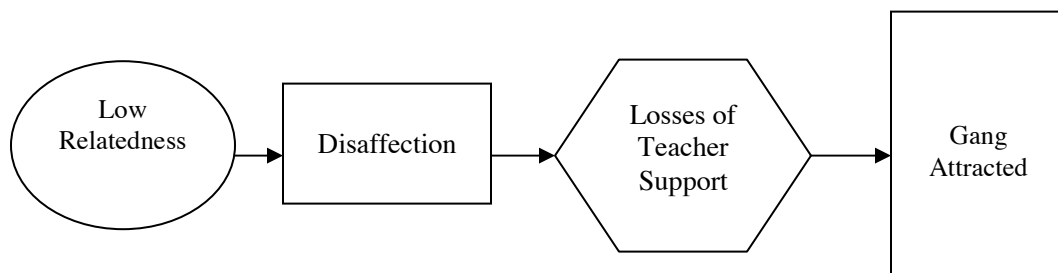 Low
Relatedness
Disaffection
Losses of
Teacher
Support
Gang
Attracted